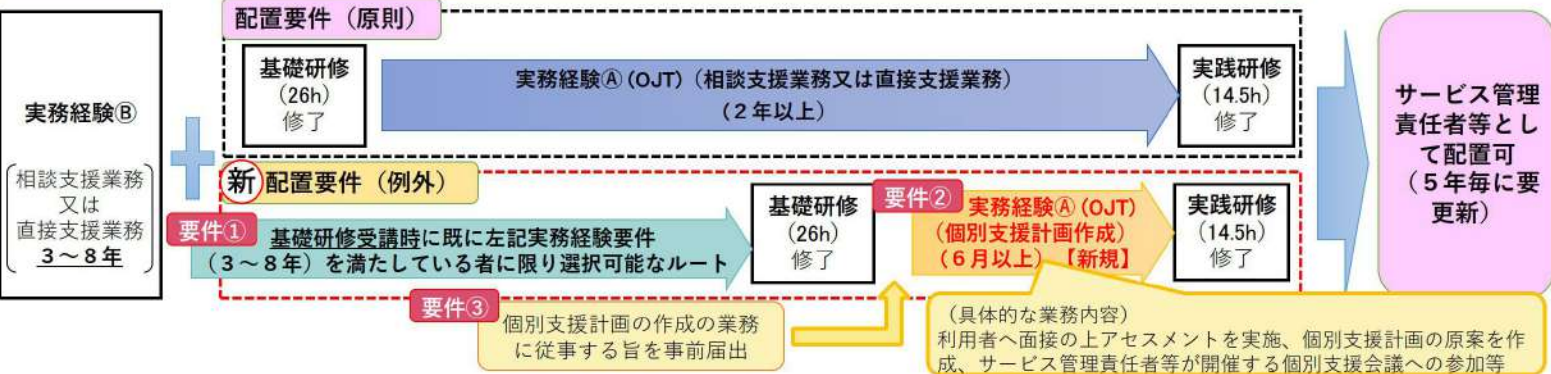 実務経験Ⓑ
相談支援業務
又は
直接支援業務
3～8年
配置要件（原則）
基礎研修
(26h)
修了
実務経験Ⓐ(OJT)（相談支援業務又は直接支援業務）
（２年以上）
実践研修
(14.5h)
修了
新 配置要件（例外）
要件①
基礎研修受講時に既に左記実務経験要件
（３～８年）を満たしている者に限り選択可能なルート
基礎研修
(26h)
修了
要件②
実務経験Ⓐ(OJT)
(個別支援計画作成)
(６月以上) 【新規】
実践研修
(14.5h)
修了
要件③
個別支援計画の作成の業務
に従事する旨を事前届出
（具体的な業務内容）
利用者へ面接の上アセスメントを実施、個別支援計画の原案を作
成、サービス管理責任者等が開催する個別支援会議への参加等
サービス管理
責任者等とし
て配置可
（５年毎に要
更新）